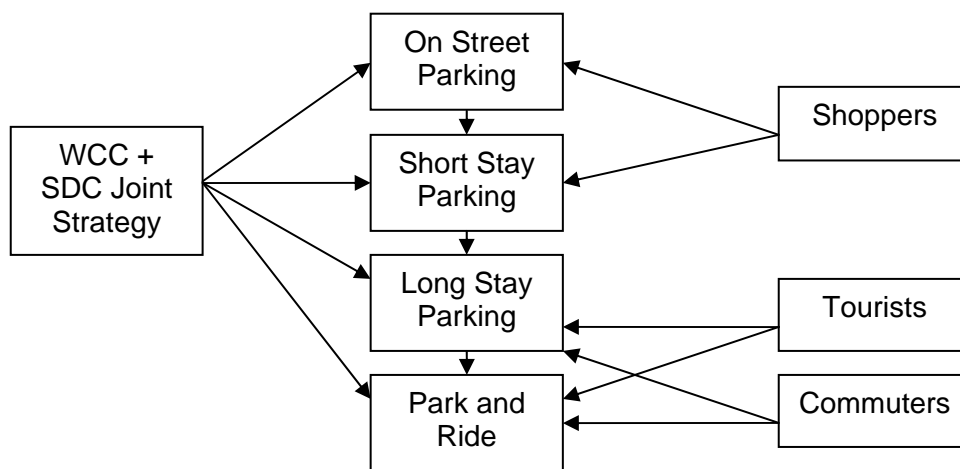 On Street
Parking
Shoppers
WCC +
SDC Joint
Strategy
Short Stay
Parking
Long Stay
Parking
Tourists
Park and
Ride
Commuters